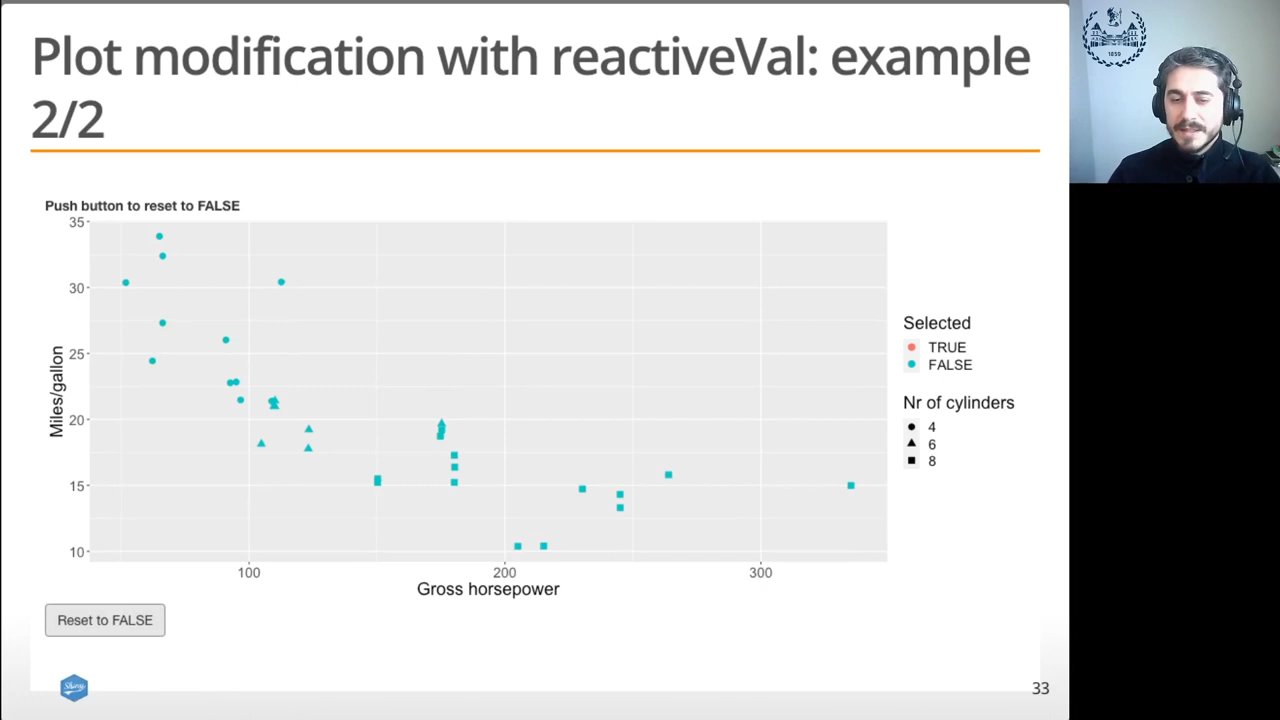 Plot modification with reactiveVal: example
2/2
1859
Push button to reset to FALSE
35
30
25
20
15
10
Miles/gallon
100
200
300
Gross horsepower
Selected
TRUE
FALSE
Nr of cylinders
4
6
8
Reset to FALSE
Shiny
33